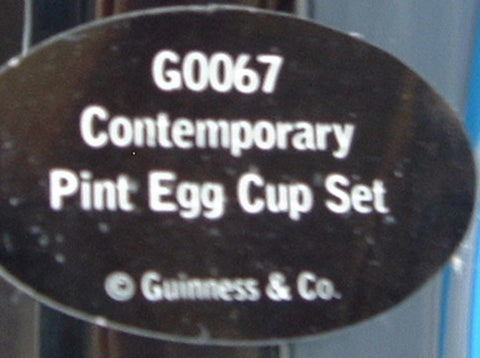 G0067
Contemporary
Pint Egg Cup Set
© Guinness & Co.